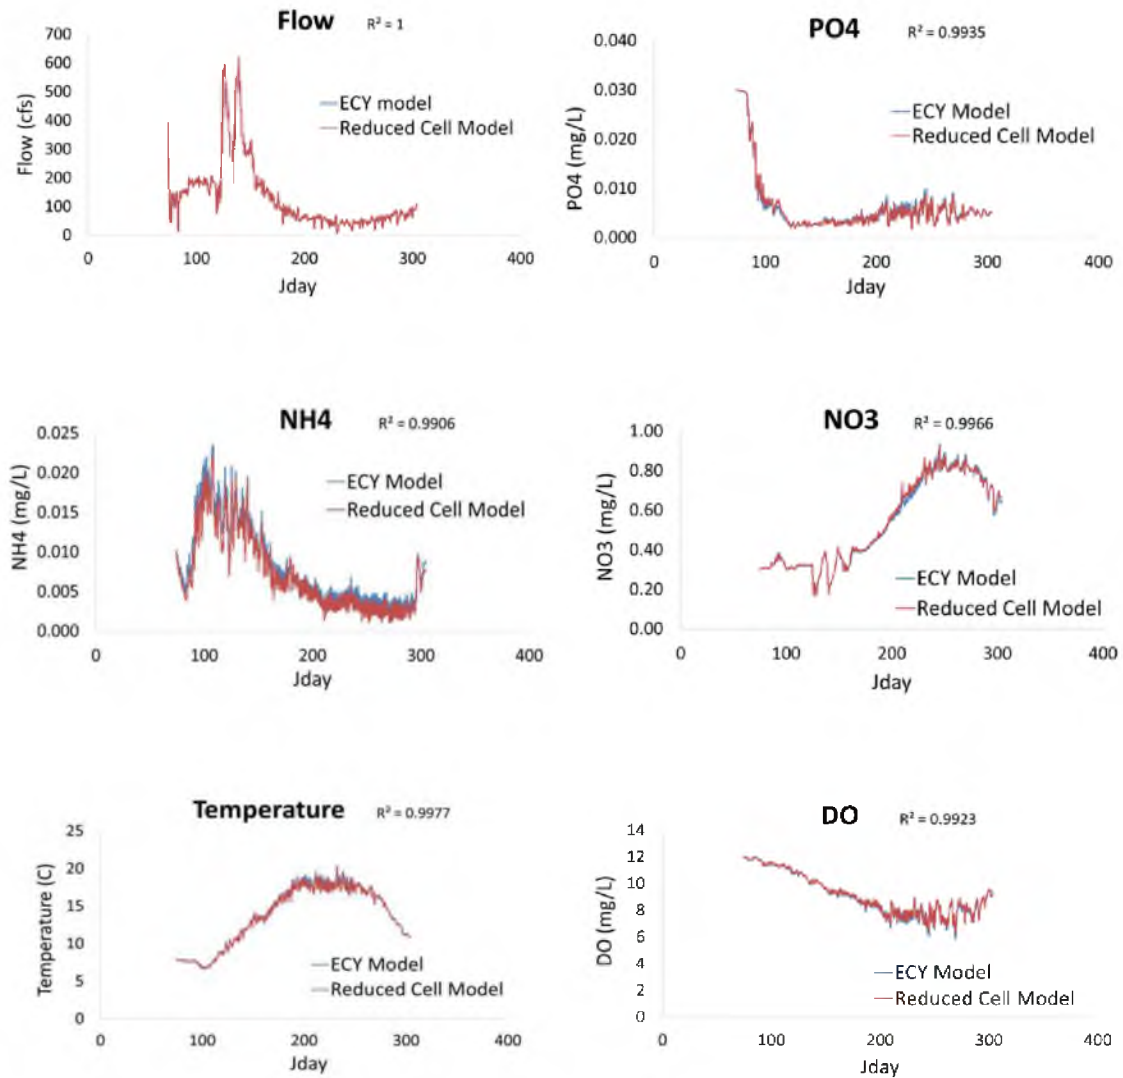 Flow R² = 1
700
600
500
400
300
200
100
0
Flow (cfs)
ECY model
Reduced Cell Model
0 100 200 300 400
Jday
PO4 R² = 0.9935
0.040
0.030
0.020
0.010
0.000
PO4 (mg/L)
ECY Model
Reduced Cell Model
0 100 200 300 400
Jday
NH4 R² = 0.9906
0.025
0.020
0.015
0.010
0.005
0.000
NH4 (mg/L)
ECY Model
Reduced Cell Model
0 100 200 300 400
Jday
NO3 R² = 0.9966
1.00
0.80
0.60
0.40
0.20
0.00
NO3 (mg/L)
ECY Model
Reduced Cell Model
0 100 200 300 400
Jday
Temperature R² = 0.9977
25
20
15
10
5
0
Temperature (C)
ECY Model
Reduced Cell Model
0 100 200 300 400
Jday
DO R² = 0.9923
14
12
10
8
6
4
2
0
DO (mg/L)
ECY Model
Reduced Cell Model
0 100 200 300 400
Jday